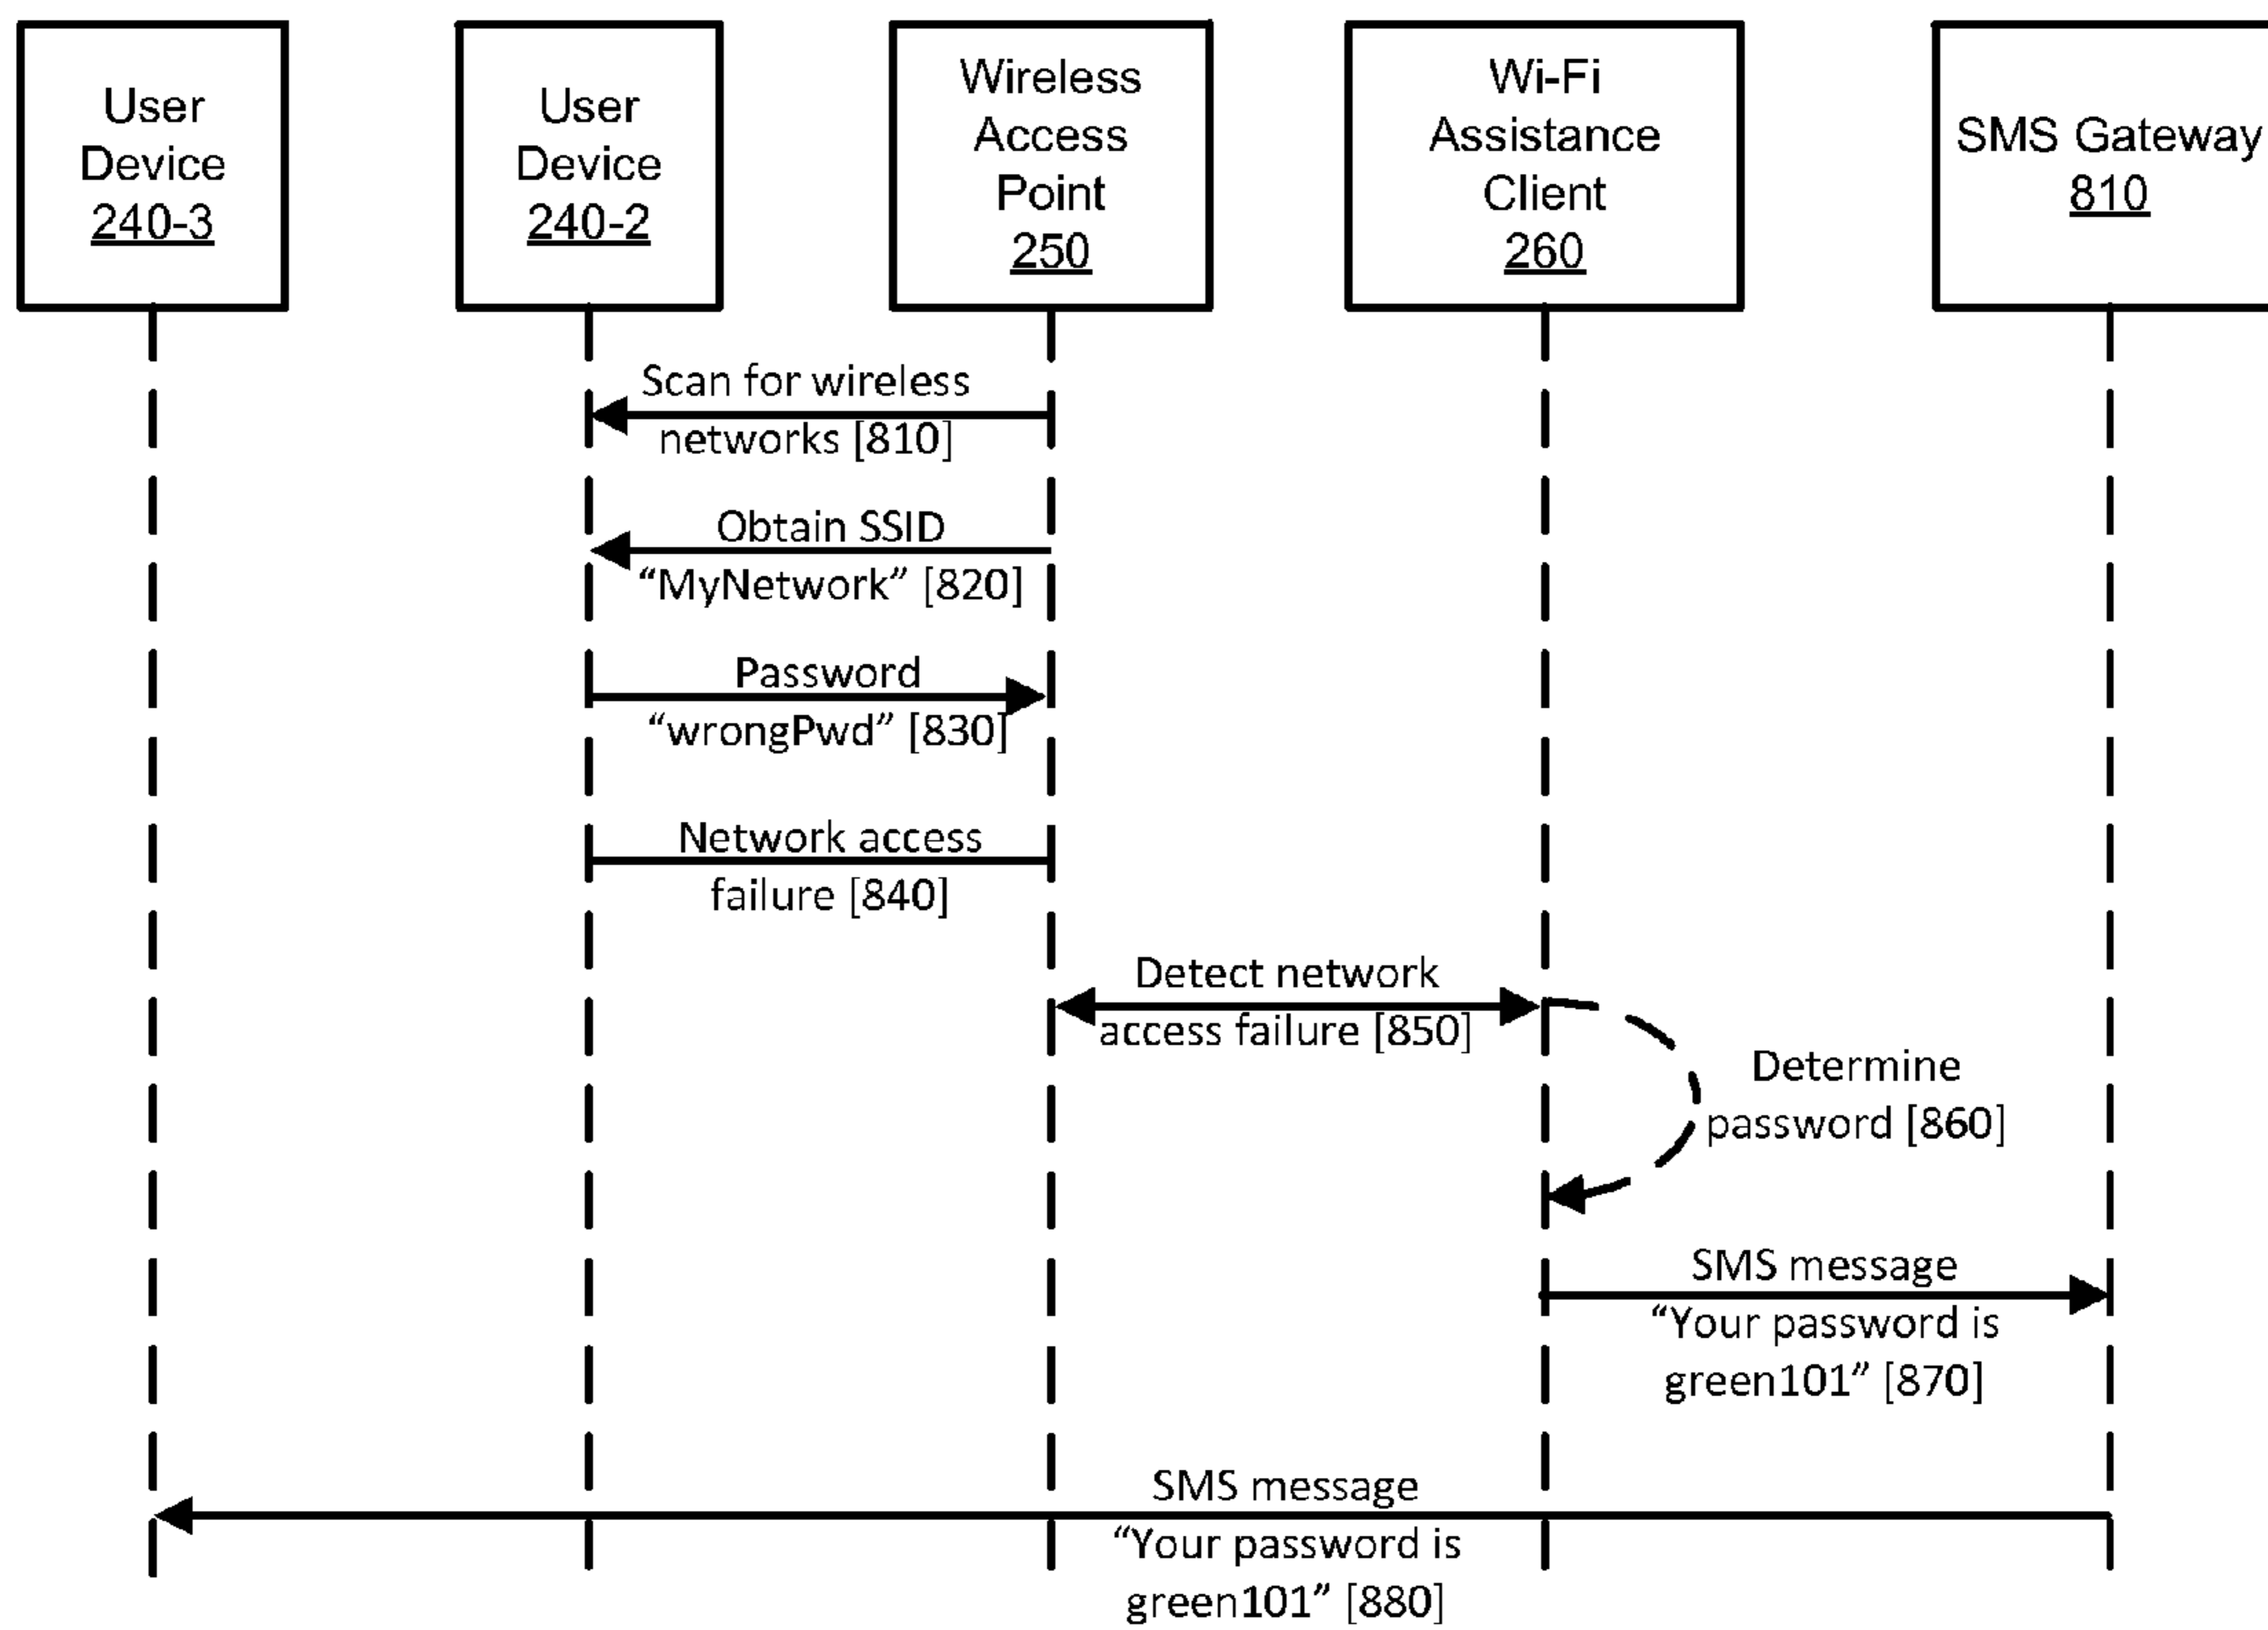 User
Device
240-3
User
Device
240-2
Wireless
Access
Point
250
Wi-Fi
Assistance
Client
260
SMS Gateway
810
Scan for wireless
networks [810]
Obtain SSID
“MyNetwork” [820]
Password
“wrongPwd” [830]
Network access
failure [840]
Detect network
access failure [850]
Determine
password [860]
SMS message
“Your password is
green101” [870]
SMS message
“Your password is
green101” [880]